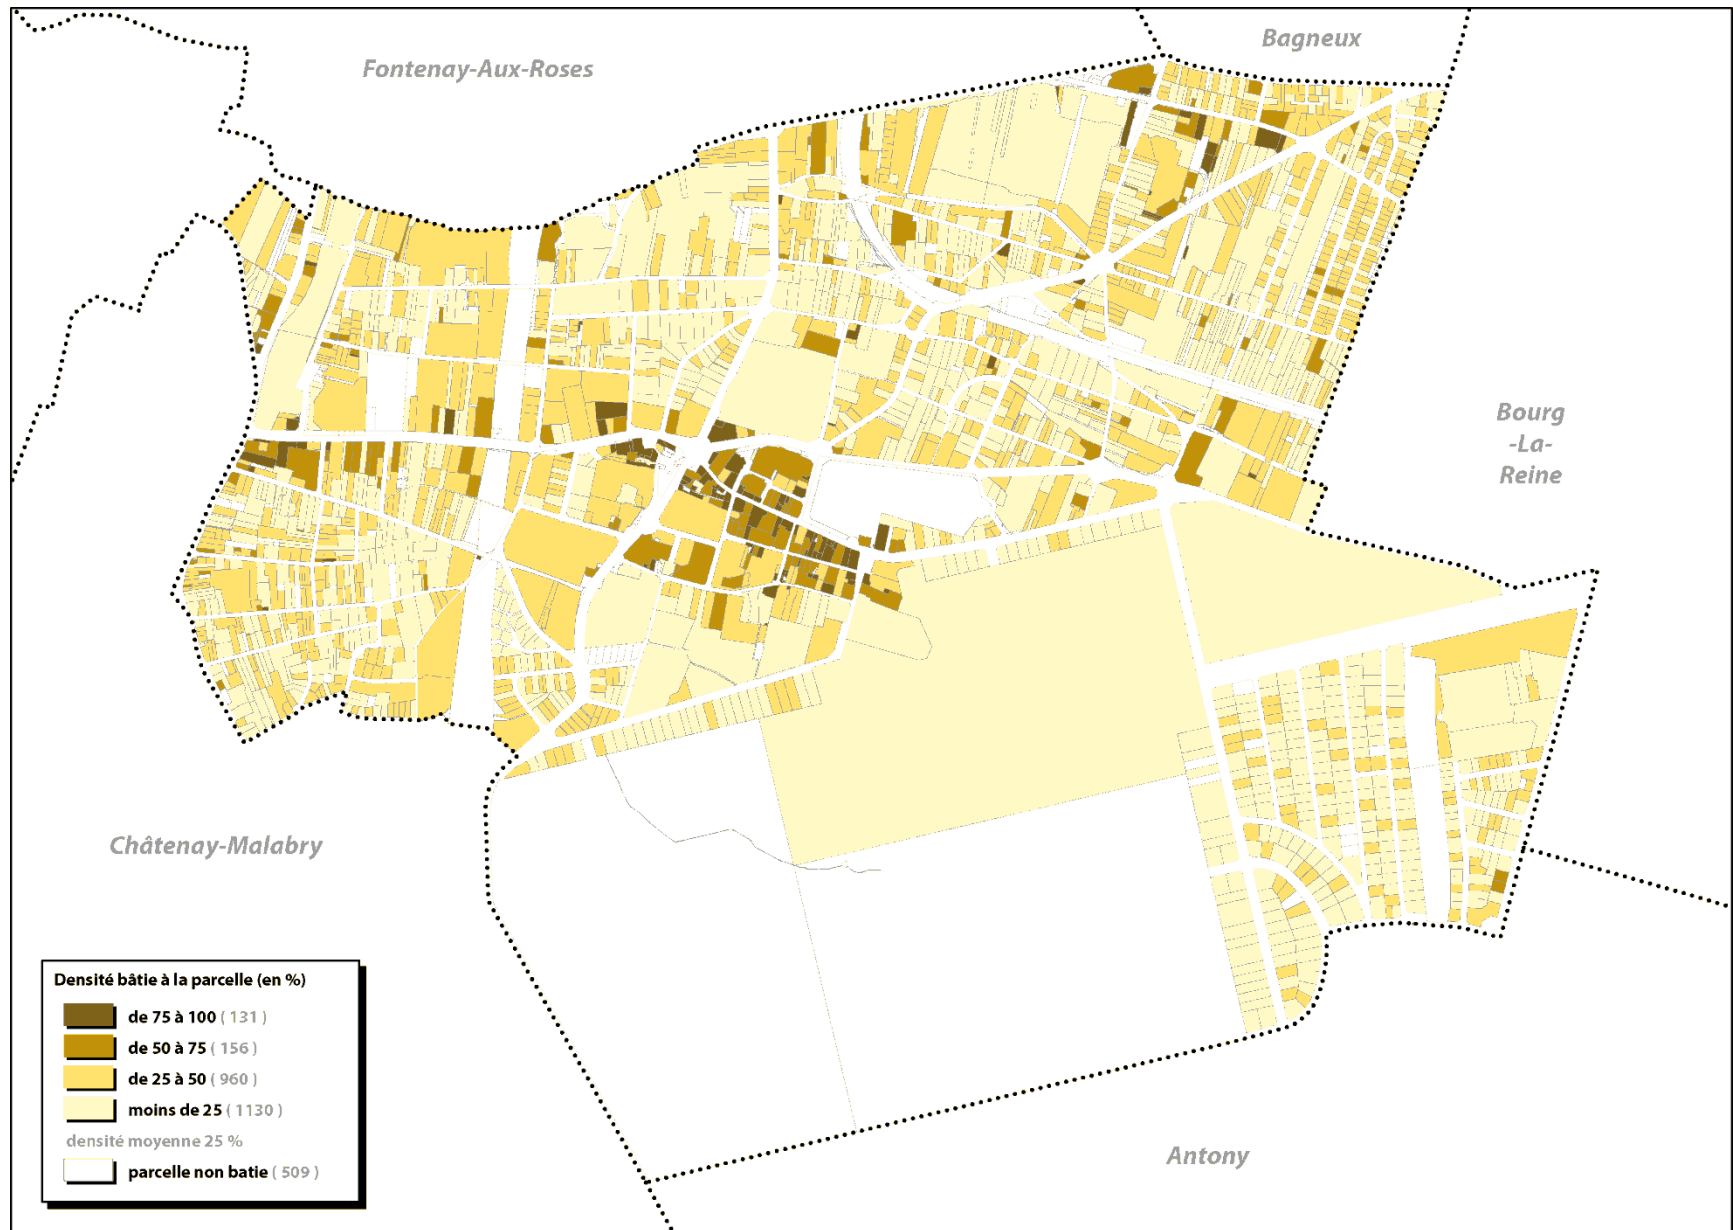 Bagneux
Fontenay-Aux-Roses
Bourg
-La-
Reine
Châtenay-Malabry
Antony
Densité bâtie à la parcelle (en %)
de 75 à 100 ( 131 )
de 50 à 75 ( 156 )
de 25 à 50 ( 960 )
moins de 25 ( 1130 )
densité moyenne 25 %
parcelle non batie ( 509 )